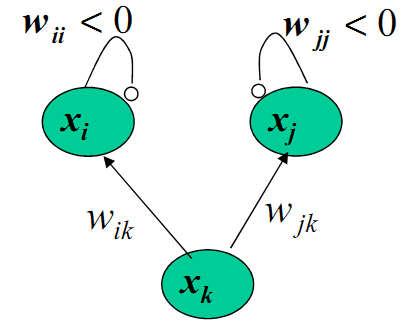 w_ii < 0
w_jj < 0
x_i
x_j
w_ik
w_jk
x_k